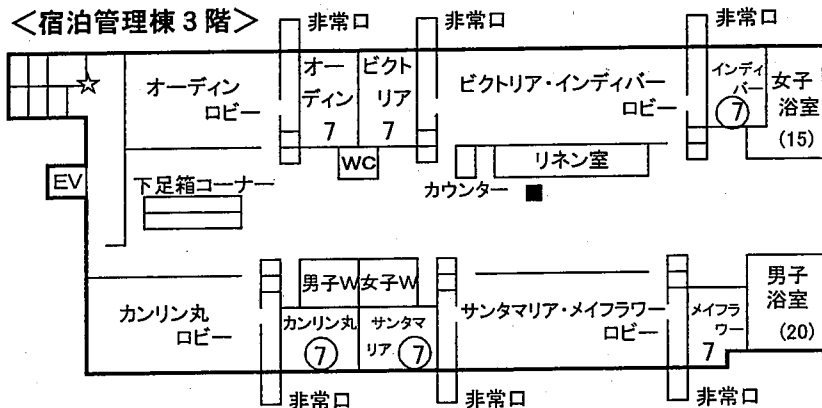 ＜宿泊管理棟３階＞
非常口
非常口
非常口
オーディン
ロビー
オー
ディン
7
ビクト
リア
7
ビクトリア・インディバー
ロビー
インディ
バー
⑦
女子
浴室
(15)
EV
下足箱コーナー
WC
カウンター
リネン室
カンリン丸
ロビー
男子W
女子W
カンリン丸
⑦
サンタマ
リア
⑦
サンタマリア・メイフラワー
ロビー
メイフラ
ワー
7
男子
浴室
(20)
非常口
非常口
非常口